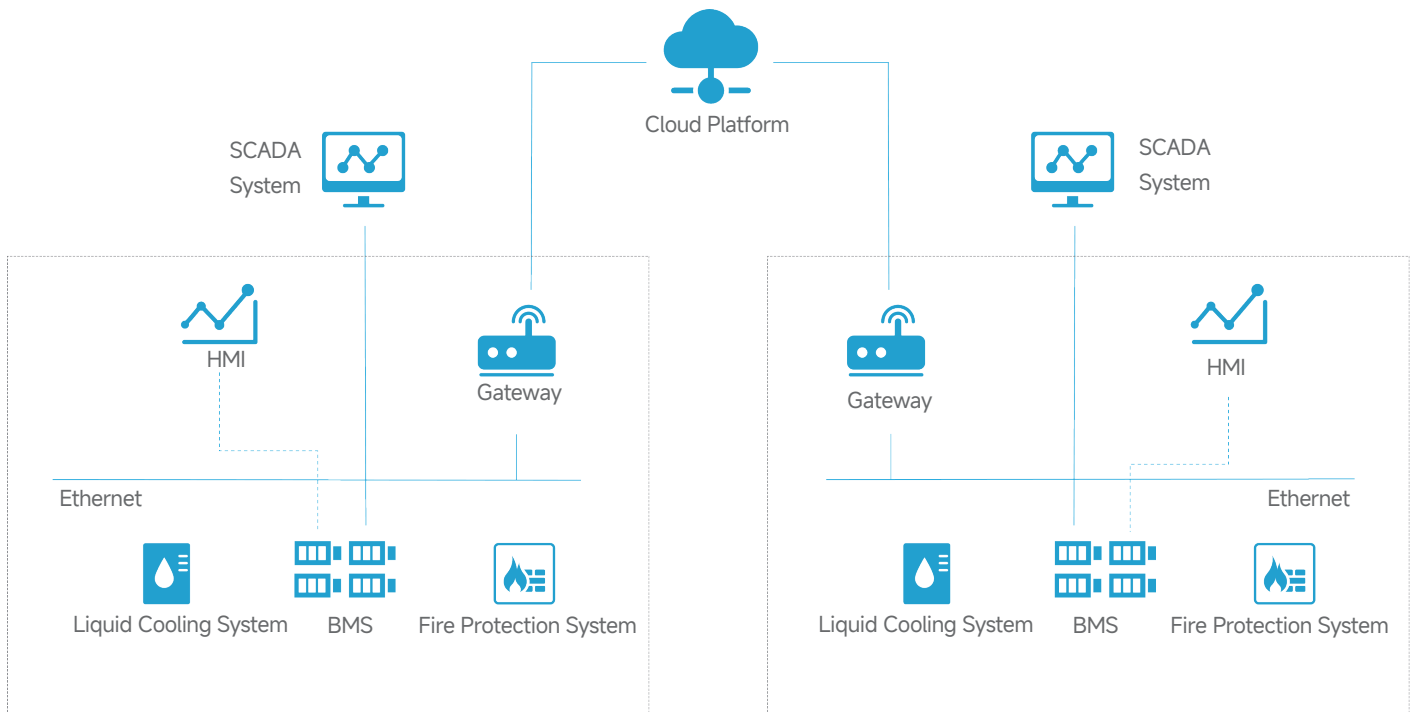 Cloud Platform
SCADA
System
SCADA
System
HMI
Gateway
Gateway
HMI
Ethernet
Ethernet
Liquid Cooling System
BMS
Fire Protection System
Liquid Cooling System
BMS
Fire Protection System